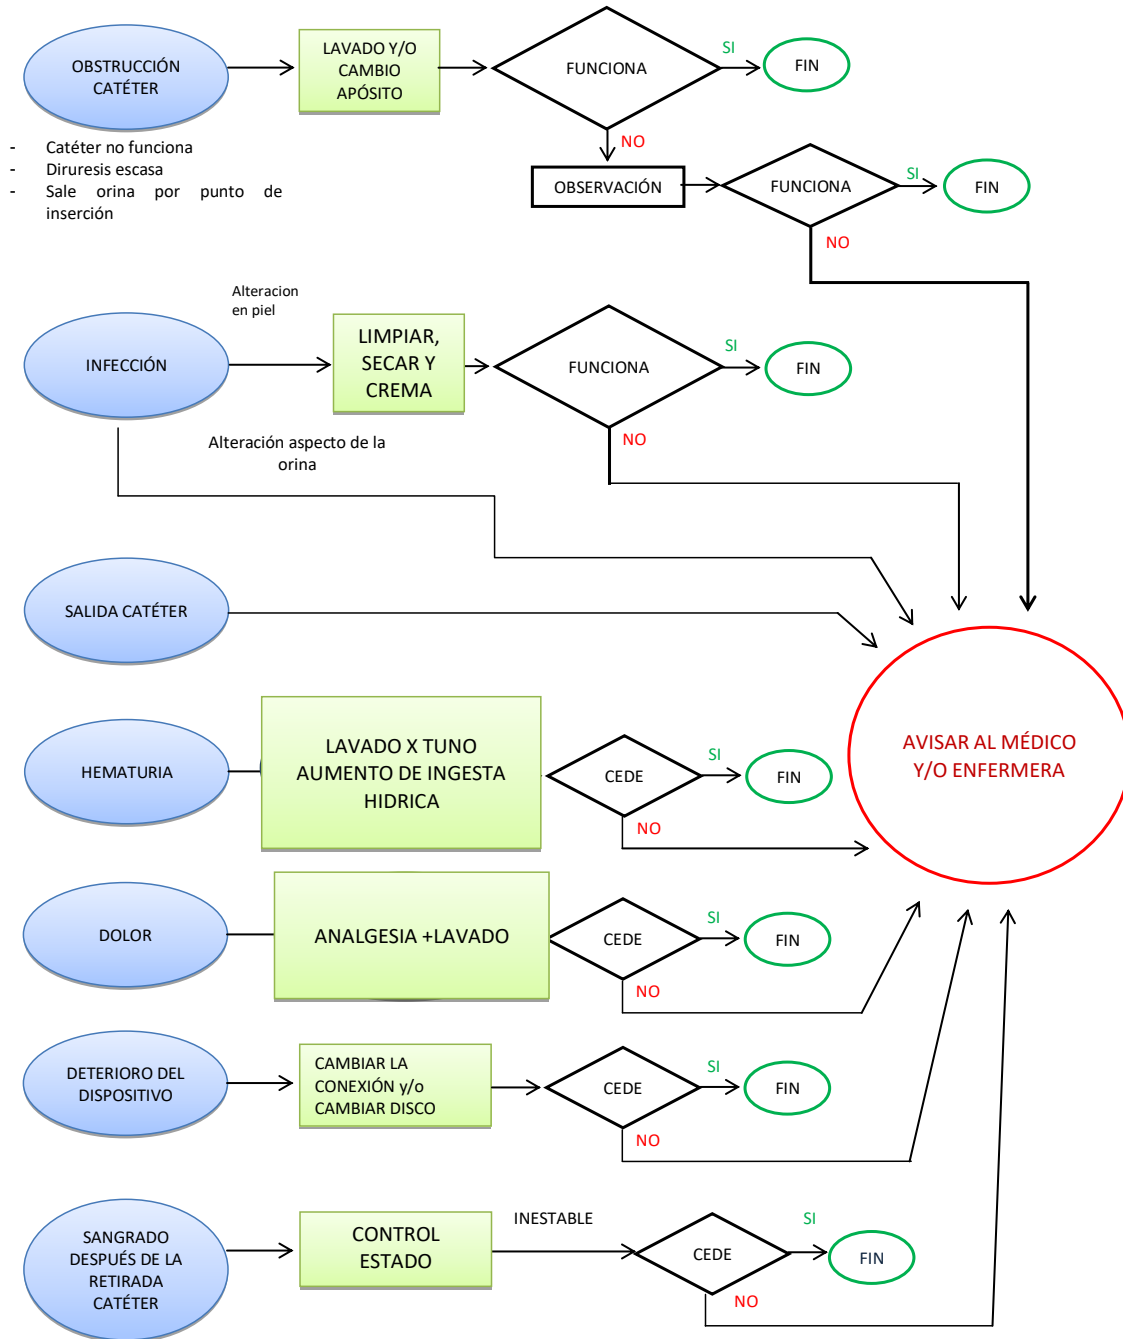 OBSTRUCCIÓN
CATÉTER
LAVADO Y/O
CAMBIO
APÓSITO
FUNCIONA
SI
FIN
NO
- Catéter no funciona
- Diruresis escasa
- Sale orina por punto de
inserción
OBSERVACIÓN
FUNCIONA
SI
FIN
NO
Alteracion
en piel
INFECCIÓN
LIMPIAR,
SECAR Y
CREMA
FUNCIONA
SI
FIN
NO
Alteración aspecto de la
orina
SALIDA CATÉTER
AVISAR AL MÉDICO
Y/O ENFERMERA
HEMATURIA
LAVADO X TUNO
AUMENTO DE INGESTA
HIDRICA
CEDE
SI
FIN
NO
DOLOR
ANALGESIA +LAVADO
CEDE
SI
FIN
NO
DETERIORO DEL
DISPOSITIVO
CAMBIAR LA
CONEXIÓN y/o
CAMBIAR DISCO
CEDE
SI
FIN
NO
SANGRADO
DESPUÉS DE LA
RETIRADA
CATÉTER
CONTROL
ESTADO
INESTABLE
CEDE
SI
FIN
NO